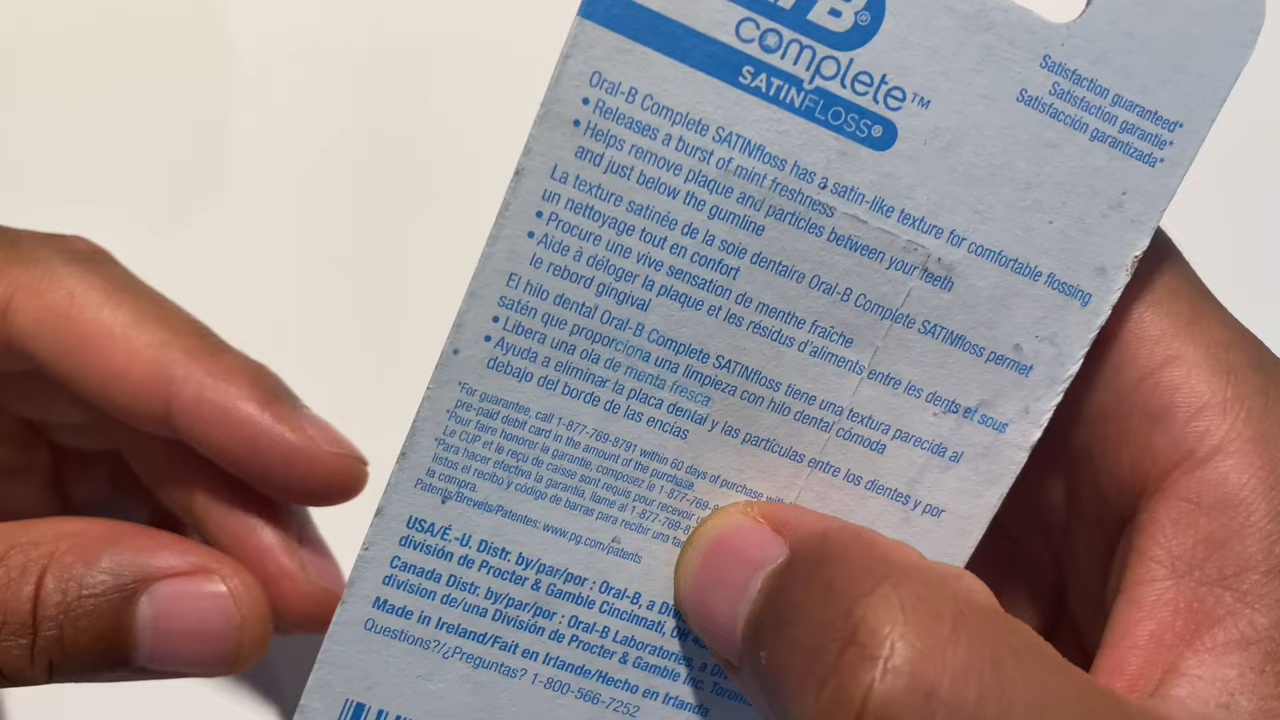 B®
complete™
SATINFLOSS®
Satisfaction guaranteed*
Satisfaction garantie*
Satisfacción garantizada*
Oral-B Complete SATINfloss has a satin-like texture for comfortable flossing
• Releases a burst of mint freshness
• Helps remove plaque and particles between your teeth
and just below the gumline
La texture satinée de la soie dentaire Oral-B Complete SATINfloss permet
un nettoyage tout en confort
• Procure une vive sensation de menthe fraîche
• Aide à déloger la plaque et les résidus d'aliments entre les dents et sous
le rebord gingival
El hilo dental Oral-B Complete SATINfloss tiene una textura parecida al
satén que proporciona una limpieza con hilo dental cómoda
• Libera una ola de menta fresca
• Ayuda a eliminar la placa dental y las partículas entre los dientes y por
debajo del borde de las encías
*For guarantee, call 1-877-769-8791 within 60 days of purchase with
pre-paid debit card in the amount of the purchase.
*Pour faire honorer la garantie, composez le 1-877-769-
Le CUP et le reçu de caisse sont requis pour recevoir
*Para hacer efectiva la garantía, llame al 1-877-769-
listos el recibo y código de barras para recibir una
la compra.
Patents/Brevets/Patentes: www.pg.com/patents
USA/É.-U. Distr. by/par/por : Oral-B, a
división de Procter & Gamble Cincinnati, OH
Canada Distr. by/par/por : Oral-B Laboratories, a
división de/una División de Procter & Gamble Inc.
Made in Ireland/Fait en Irlande/Hecho en Irlanda
Questions?/¿Preguntas? 1-800-566-7252